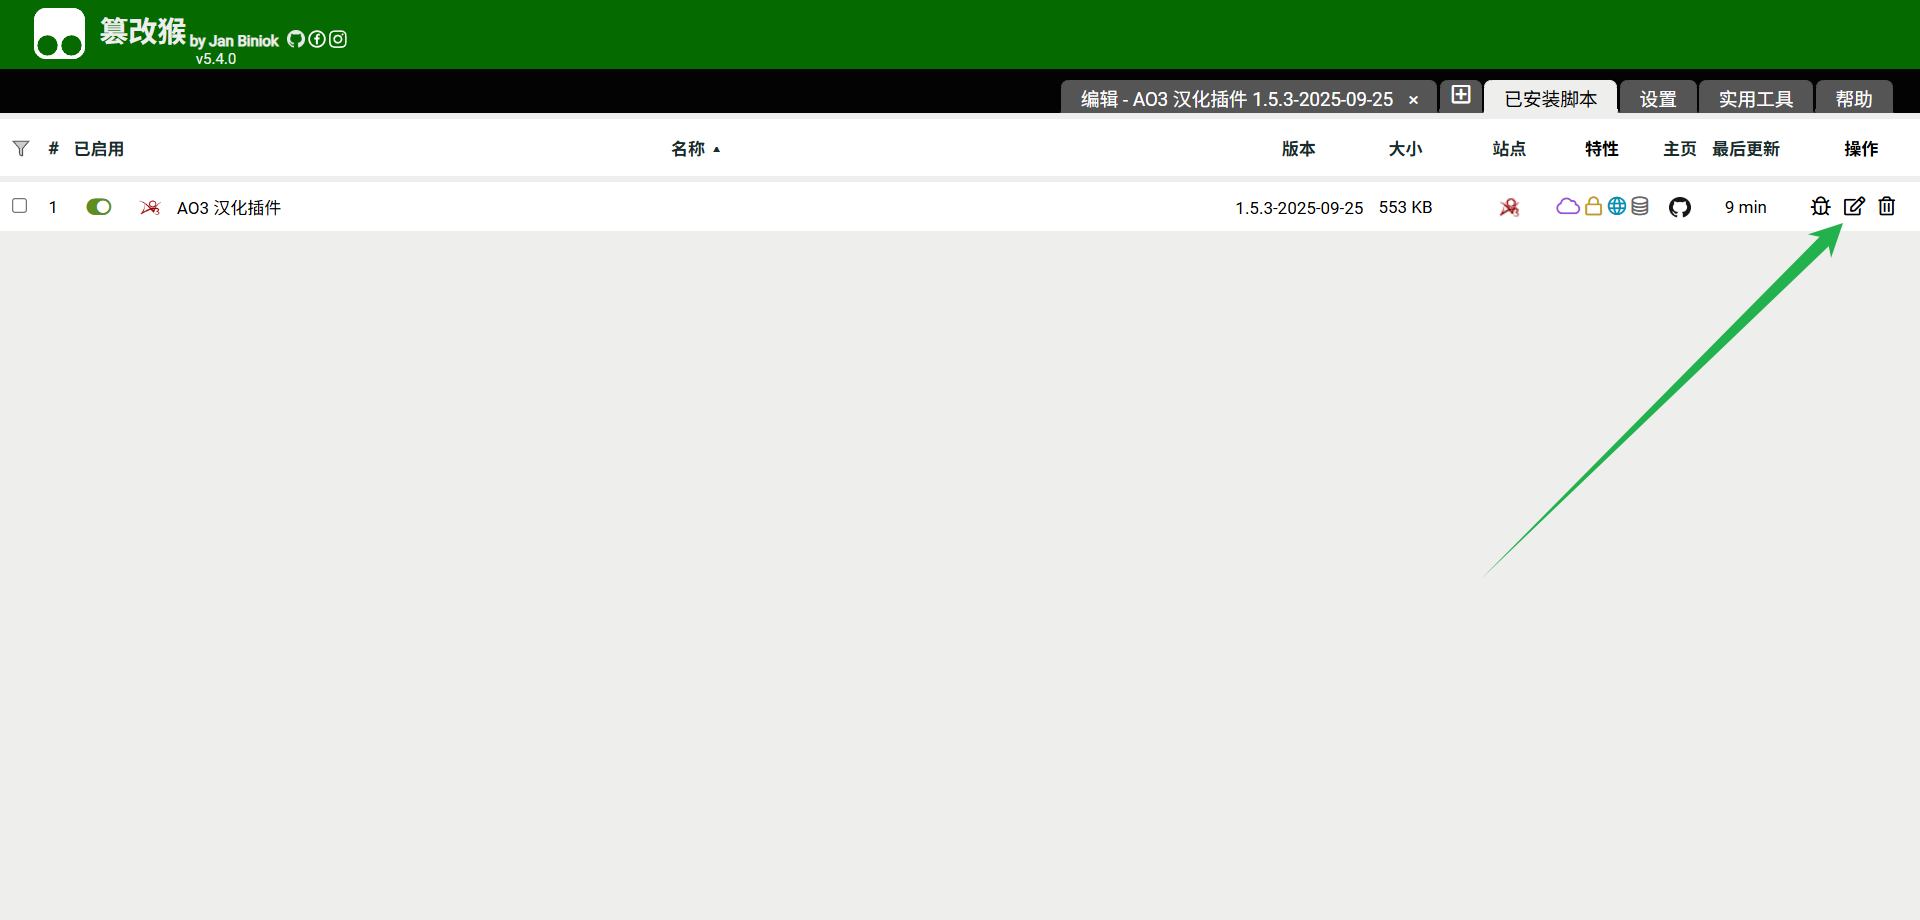 篡改猴 by Jan Biniok
v5.4.0
编辑 - AO3 汉化插件 1.5.3-2025-09-25 ×
已安装脚本
设置
实用工具
帮助
# 已启用 名称 ▲ 版本 大小 站点 特性 主页 最后更新 操作
1 AO3 汉化插件 1.5.3-2025-09-25 553 KB 9 min